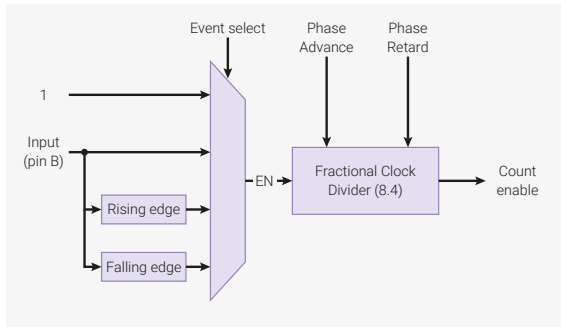 Event select
Phase
Advance
Phase
Retard
1
Input
(pin B)
Rising edge
Falling edge
EN
Fractional Clock
Divider (8.4)
Count
enable